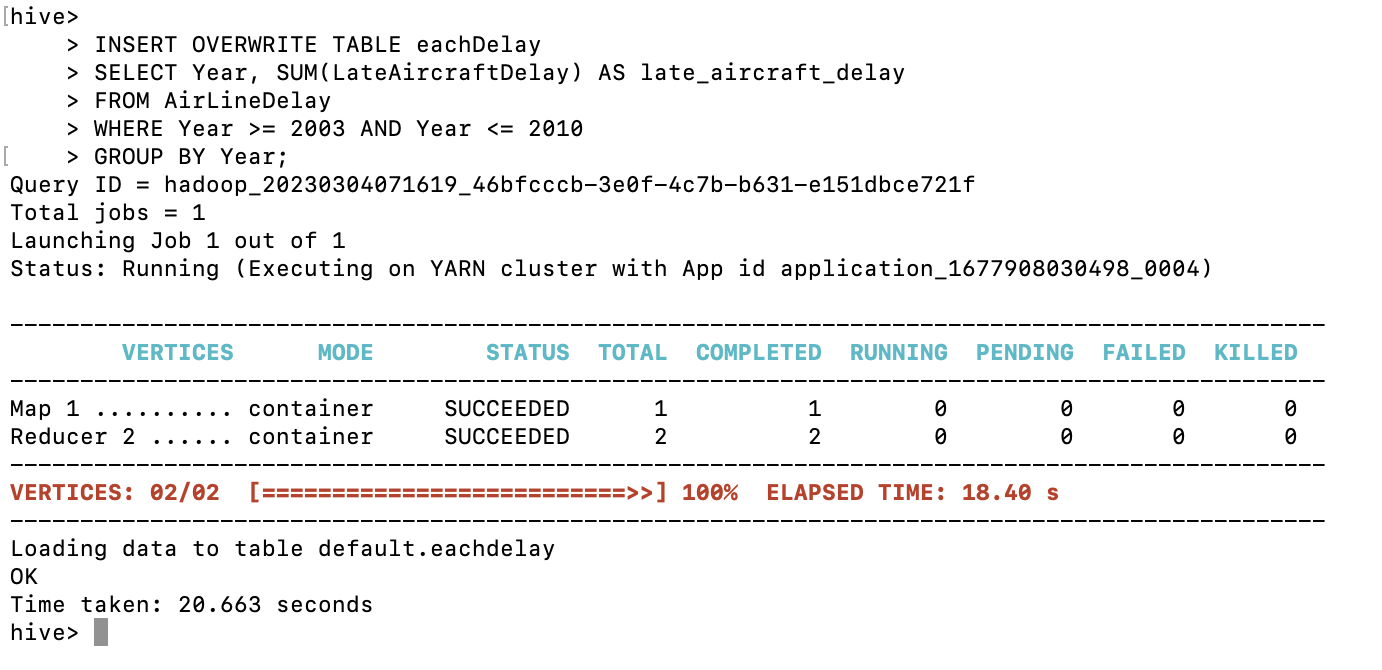 hive>
    > INSERT OVERWRITE TABLE eachDelay
    > SELECT Year, SUM(LateAircraftDelay) AS late_aircraft_delay
    > FROM AirLineDelay
    > WHERE Year >= 2003 AND Year <= 2010
    > GROUP BY Year;
Query ID = hadoop_20230304071619_46bfcccb-3e0f-4c7b-b631-e151dbce721f
Total jobs = 1
Launching Job 1 out of 1
Status: Running (Executing on YARN cluster with App id application_1677908030498_0004)

----------------------------------------------------------------------------------------------
        VERTICES      MODE        STATUS  TOTAL  COMPLETED  RUNNING  PENDING  FAILED  KILLED
----------------------------------------------------------------------------------------------
Map 1 .......... container     SUCCEEDED      1          1        0        0       0       0
Reducer 2 ...... container     SUCCEEDED      2          2        0        0       0       0
----------------------------------------------------------------------------------------------
VERTICES: 02/02  [==========================>>] 100%  ELAPSED TIME: 18.40 s
----------------------------------------------------------------------------------------------
Loading data to table default.eachdelay
OK
Time taken: 20.663 seconds
hive>